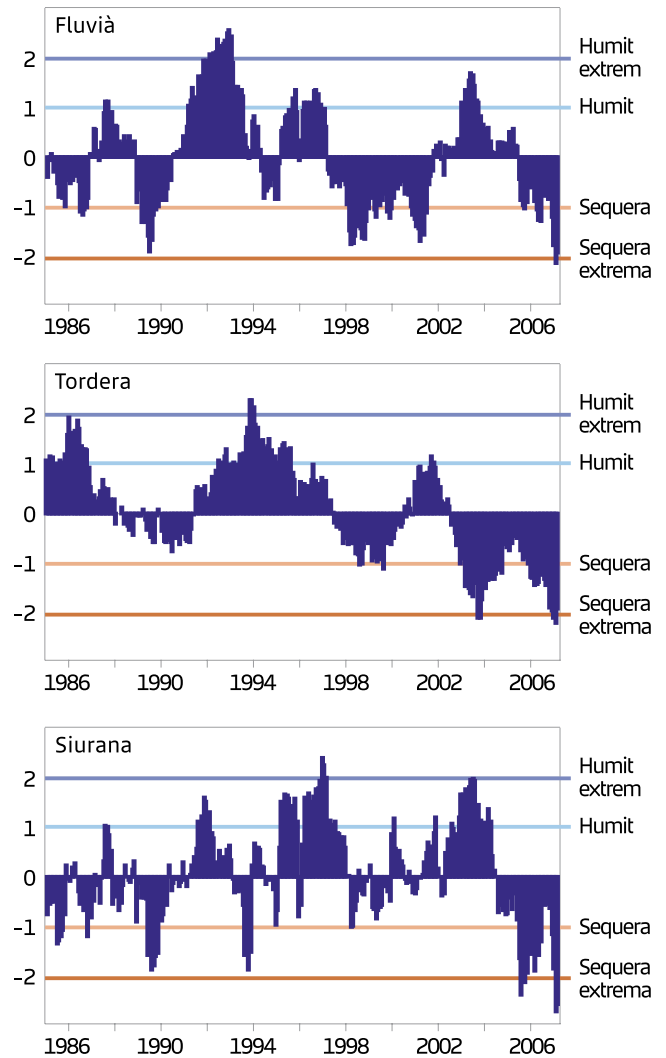 Fluvià
2
1
0
-1
-2
Humit
extrem
Humit
Sequera
Sequera
extrema
1986 1990 1994 1998 2002 2006
Tordera
2
1
0
-1
-2
Humit
extrem
Humit
Sequera
Sequera
extrema
1986 1990 1994 1998 2002 2006
Siurana
2
1
0
-1
-2
Humit
extrem
Humit
Sequera
Sequera
extrema
1986 1990 1994 1998 2002 2006